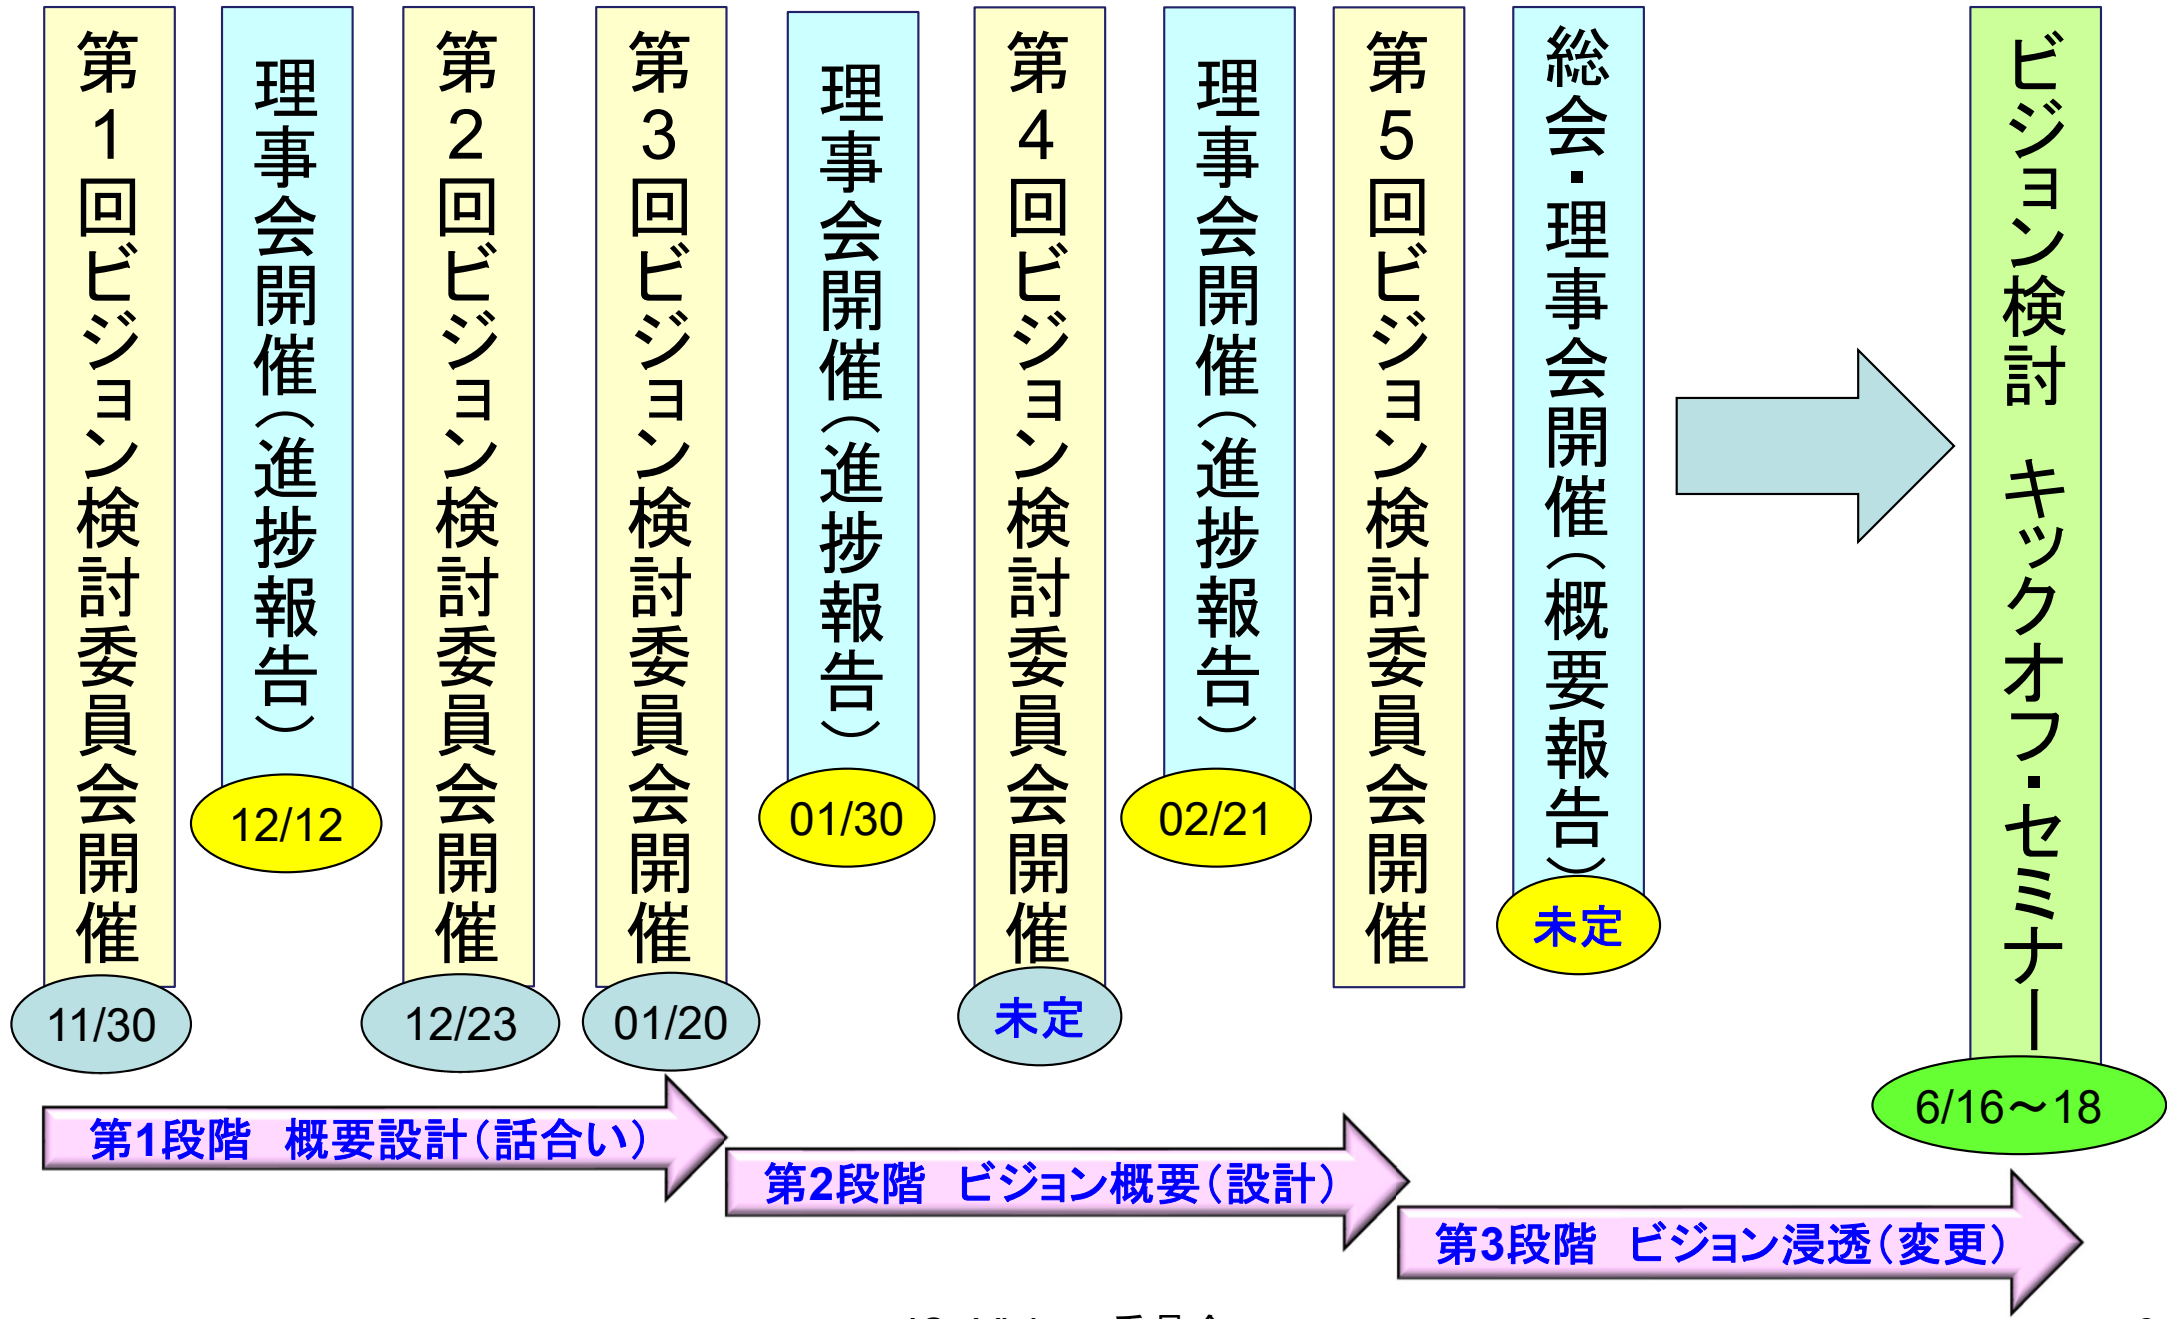 第1回ビジョン検討委員会開催
11/30
理事会開催(進捗報告)
12/12
第2回ビジョン検討委員会開催
12/23
第3回ビジョン検討委員会開催
01/20
理事会開催(進捗報告)
01/30
第4回ビジョン検討委員会開催
未定
理事会開催(進捗報告)
02/21
第5回ビジョン検討委員会開催
総会・理事会開催(概要報告)
未定
ビジョン検討　キックオフ・セミナー
6/16～18
第1段階　概要設計(話合い)
第2段階　ビジョン概要(設計)
第3段階　ビジョン浸透(変更)